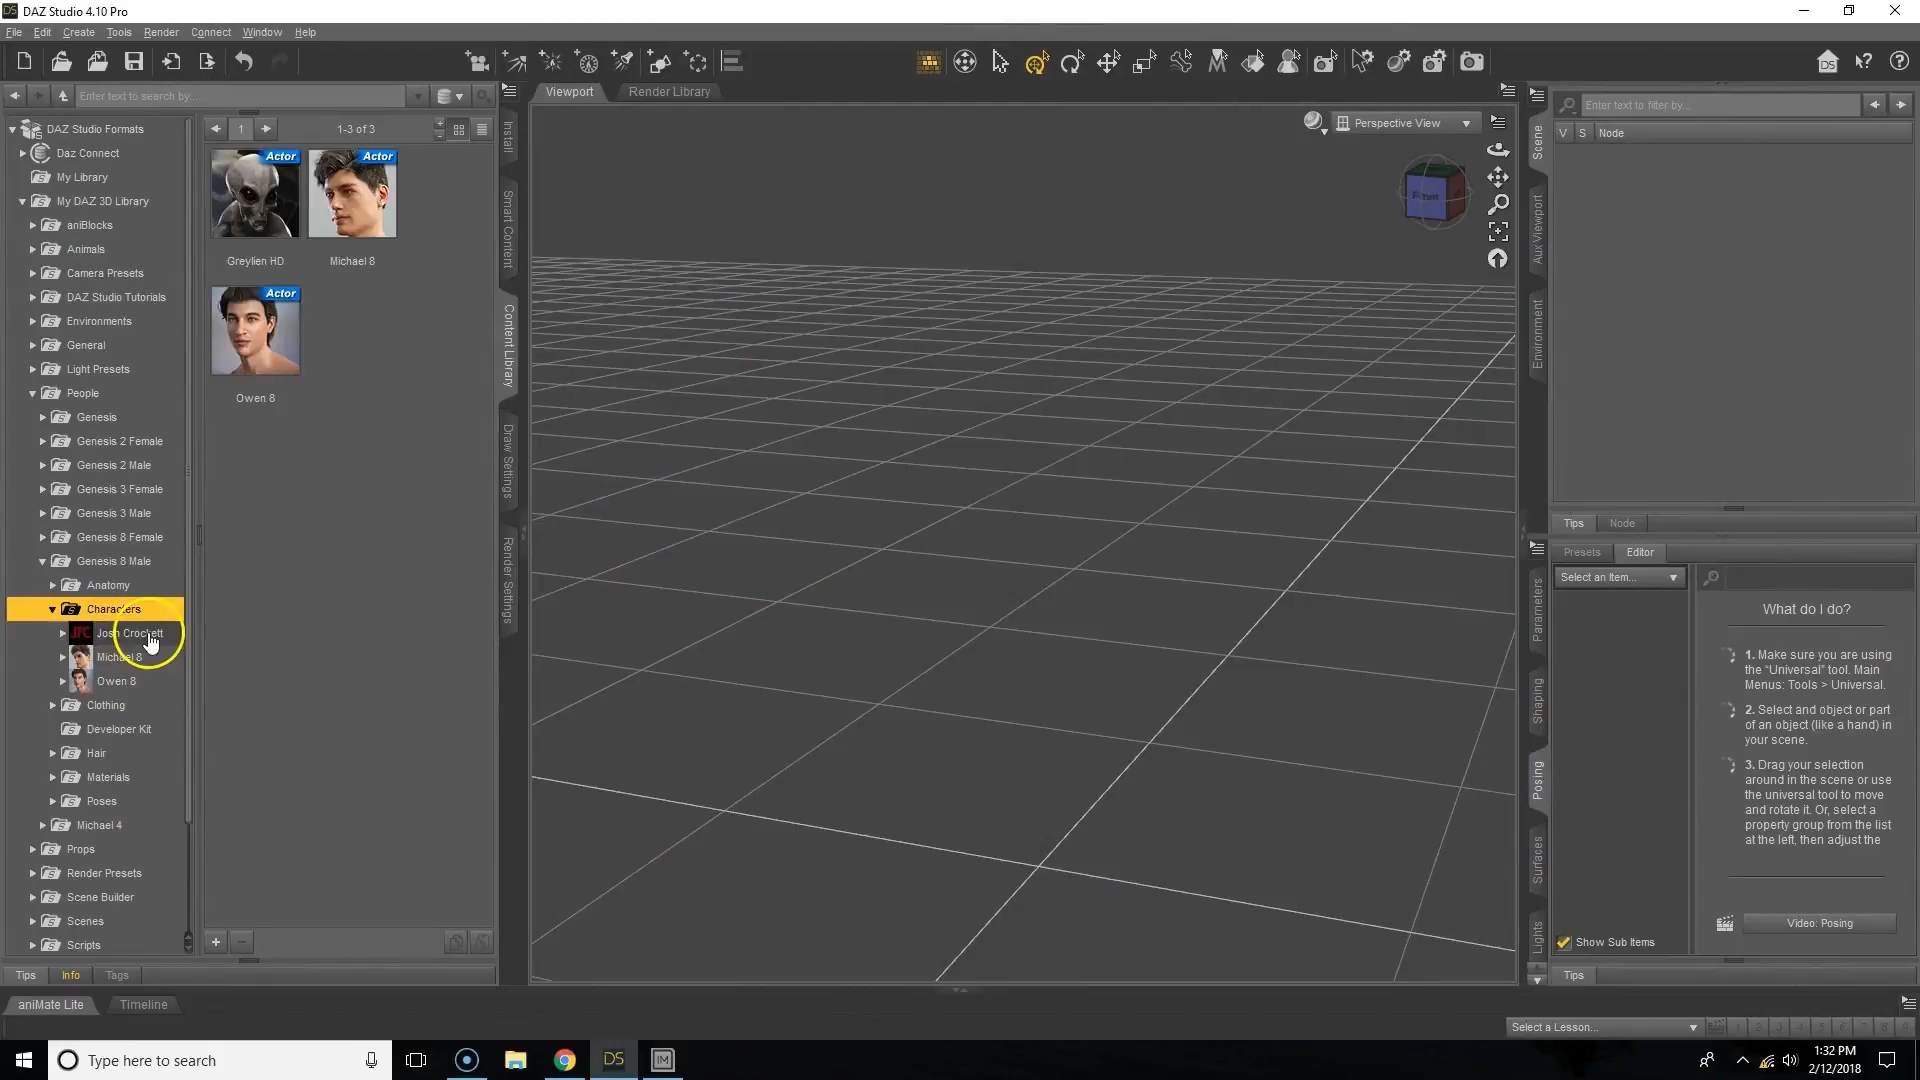 DAZ Studio 4.10 Pro
File Edit Create Tools Render Connect Window Help
Enter text to search by...
Viewport Render Library
DAZ Studio Formats
Daz Connect
My Library
My DAZ 3D Library
aniBlocks
Animals
Camera Presets
DAZ Studio Tutorials
Environments
General
Light Presets
People
Genesis
Genesis 2 Female
Genesis 2 Male
Genesis 3 Female
Genesis 3 Male
Genesis 8 Female
Genesis 8 Male
Anatomy
Characters
Josh Crockett
Michael 8
Owen 8
Clothing
Developer Kit
Hair
Materials
Poses
Michael 4
Props
Render Presets
Scene Builder
Scenes
Scripts
Tips Info Tags
1 1-3 of 3
Actor Actor
Greylien HD Michael 8
Actor
Owen 8
Install
Smart Content
Content Library
Draw Settings
Render Settings
Perspective View
Front
Scene
Aux Viewport
Environment
Enter text to filter by...
V S Node
Tips Node
Parameters
Shaping
Posing
Surfaces
Lights
Presets Editor
Select an Item...
What do I do?
1. Make sure you are using
the "Universal" tool. Main
Menus: Tools > Universal.
2. Select and object or part
of an object (like a hand) in
your scene.
3. Drag your selection
around in the scene or use
the universal tool to move
and rotate it. Or, select a
property group from the list
at the left, then adjust the
Video: Posing
Show Sub Items
Tips
aniMate Lite Timeline
Select a Lesson... 1 2 3 4 5 6 7 8 9
Type here to search
DS
IM
1:32 PM
2/12/2018